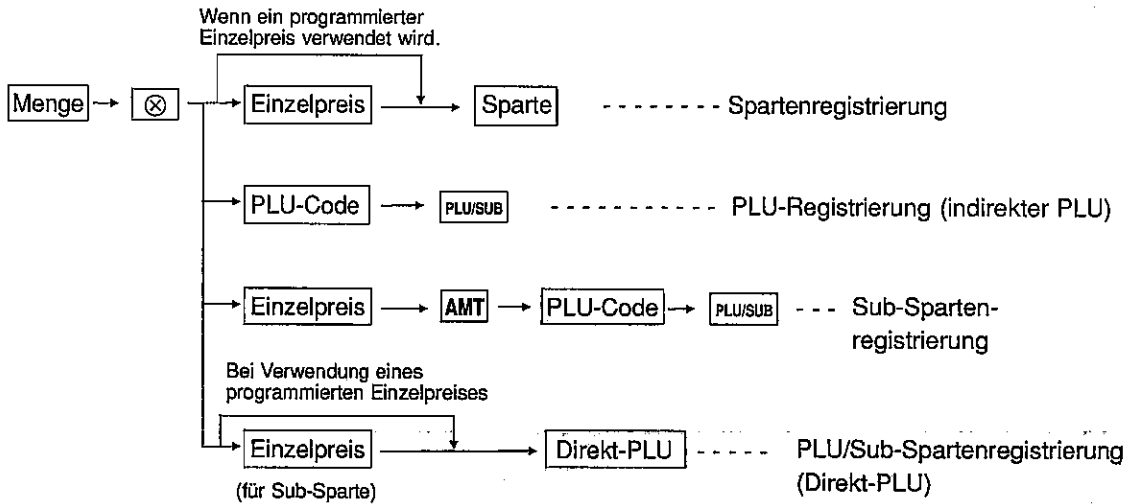 Wenn ein programmierter
Einzelpreis verwendet wird.
Menge ⊗ Einzelpreis Sparte Spartenregistrierung
PLU-Code PLU/SUB PLU-Registrierung (indirekter PLU)
Einzelpreis AMT PLU-Code PLU/SUB Sub-Sparten-
registrierung
Bei Verwendung eines
programmierten Einzelpreises
Einzelpreis Direkt-PLU PLU/Sub-Spartenregistrierung
(für Sub-Sparte) (Direkt-PLU)